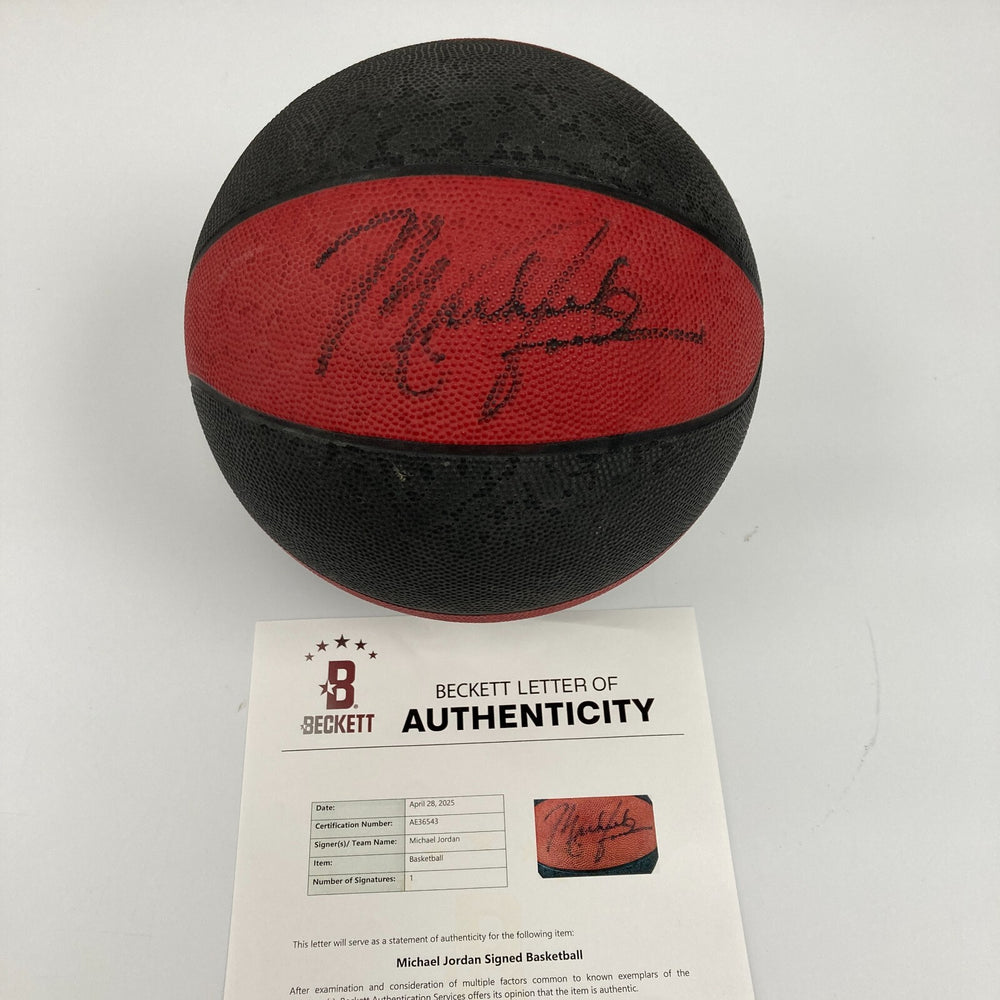 Michael Jordan
BECKETT
BECKETT LETTER OF
AUTHENTICITY
Date: April 28, 2025
Certification Number: AE36543
Signer(s)/ Team Name: Michael Jordan
Item: Basketball
Number of Signatures: 1
This letter will serve as a statement of authenticity for the following item:
Michael Jordan Signed Basketball
After examination and consideration of multiple factors common to known exemplars of the
Beckett Authentication Services offers its opinion that the item is authentic.